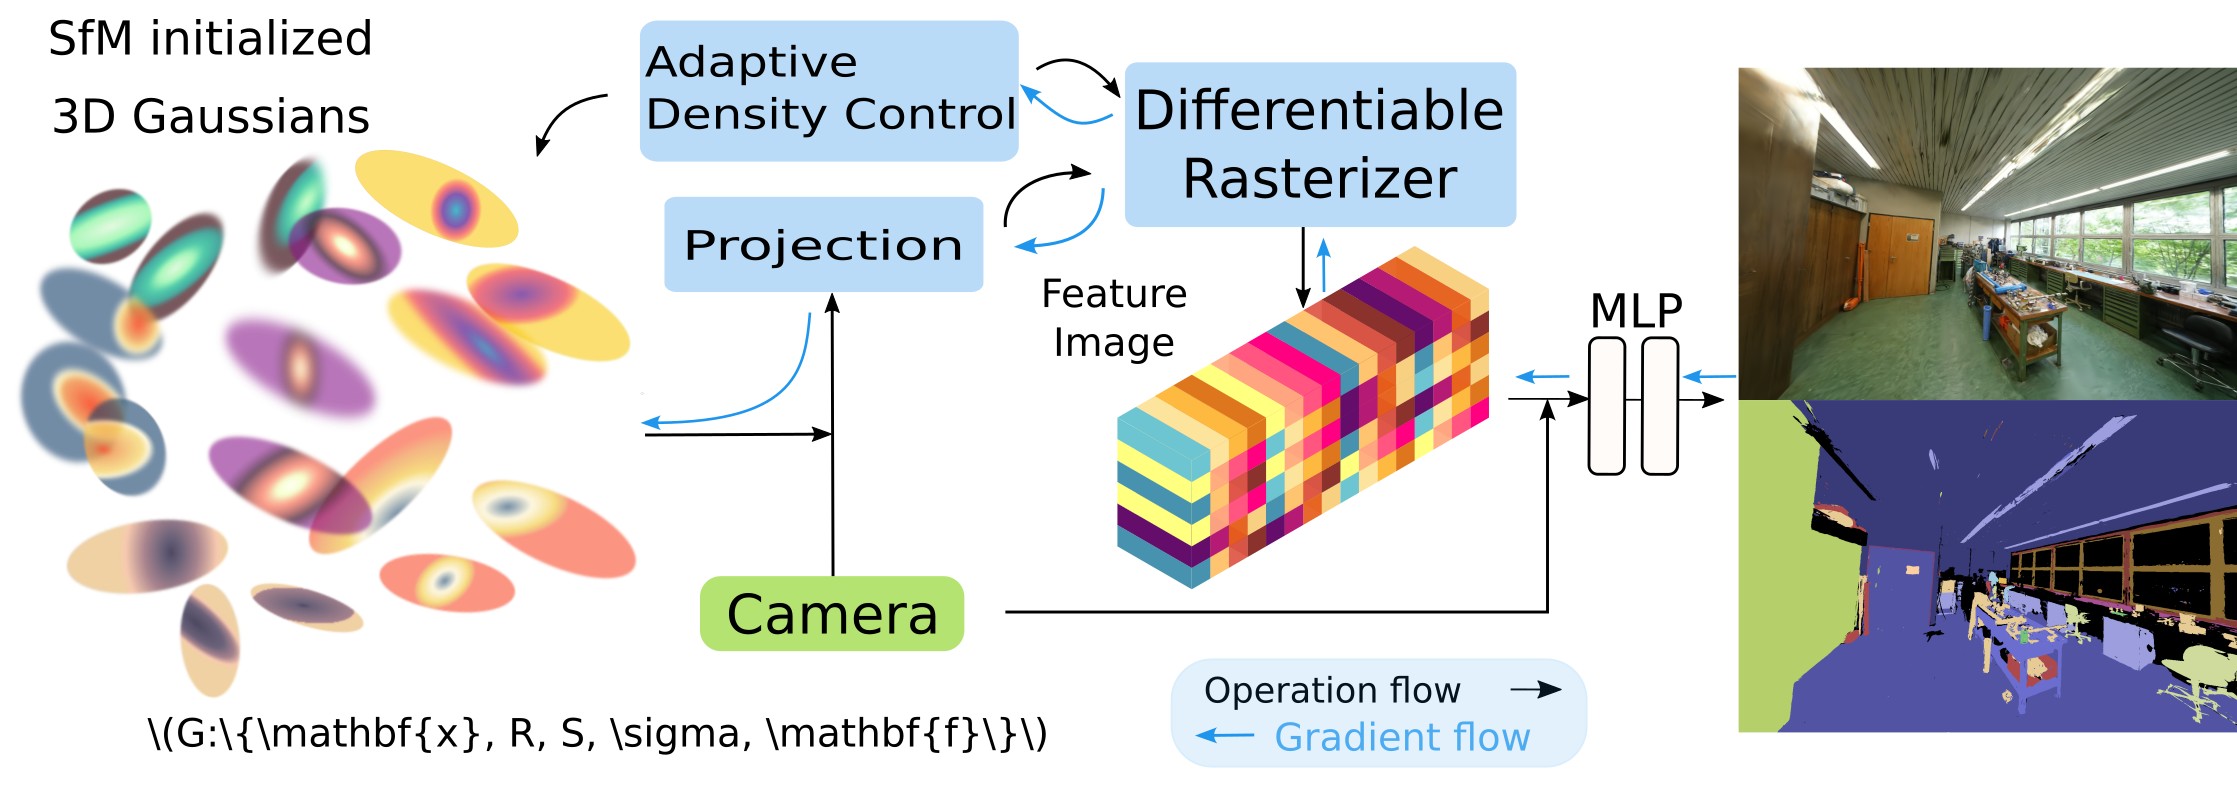 SfM initialized
3D Gaussians
Adaptive
Density Control
Differentiable
Rasterizer
Projection
Feature
Image
MLP
Camera
Operation flow
Gradient flow
\(G:\{\mathbf{x}, R, S, \sigma, \mathbf{f}\}\)